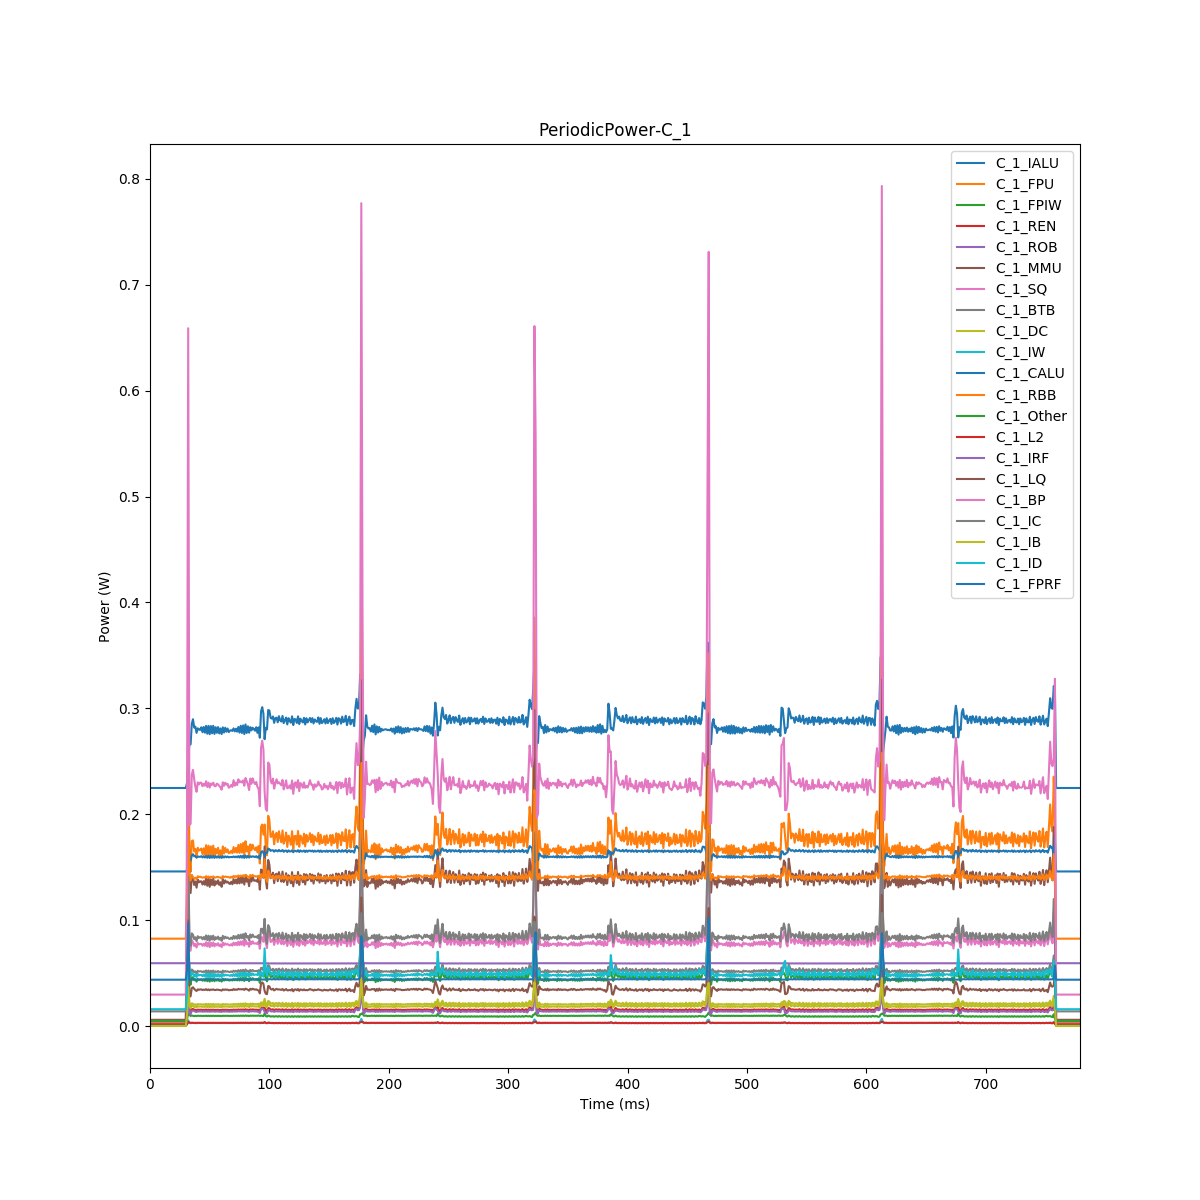 PeriodicPower-C_1
0.8
0.7
0.6
0.5
0.4
0.3
0.2
0.1
0.0
Power (W)
0 100 200 300 400 500 600 700
Time (ms)
C_1_IALU
C_1_FPU
C_1_FPIW
C_1_REN
C_1_ROB
C_1_MMU
C_1_SQ
C_1_BTB
C_1_DC
C_1_IW
C_1_CALU
C_1_RBB
C_1_Other
C_1_L2
C_1_IRF
C_1_LQ
C_1_BP
C_1_IC
C_1_IB
C_1_ID
C_1_FPRF